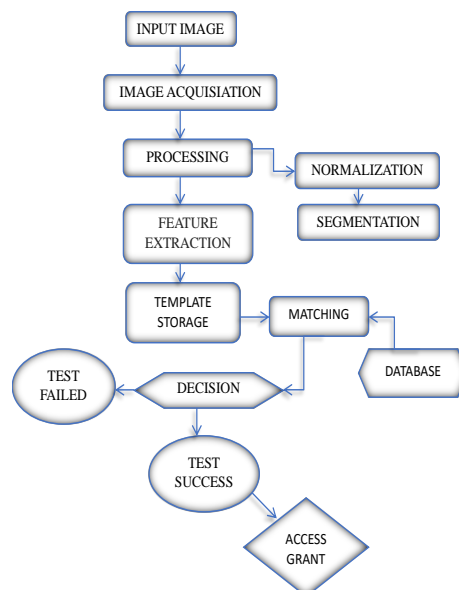 INPUT IMAGE
IMAGE ACQUISIATION
PROCESSING
NORMALIZATION
FEATURE
EXTRACTION
SEGMENTATION
TEMPLATE
STORAGE
MATCHING
DATABASE
TEST
FAILED
DECISION
TEST
SUCCESS
ACCESS
GRANT